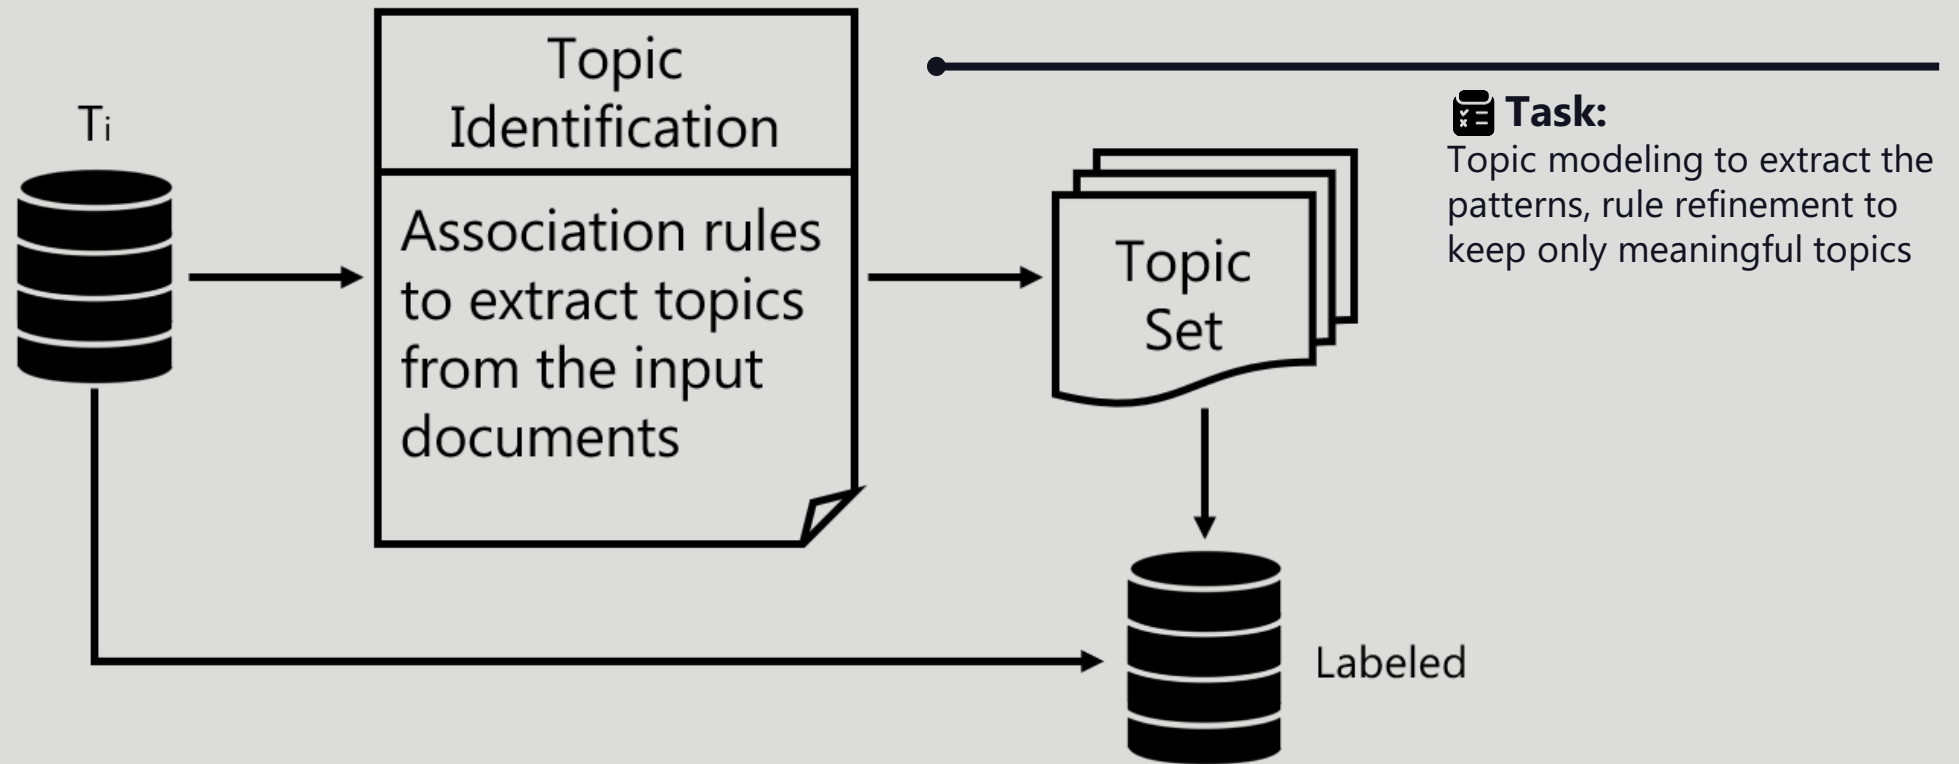 Ti
Topic
Identification
Association rules
to extract topics
from the input
documents
Topic
Set
Task:
Topic modeling to extract the
patterns, rule refinement to
keep only meaningful topics
Labeled